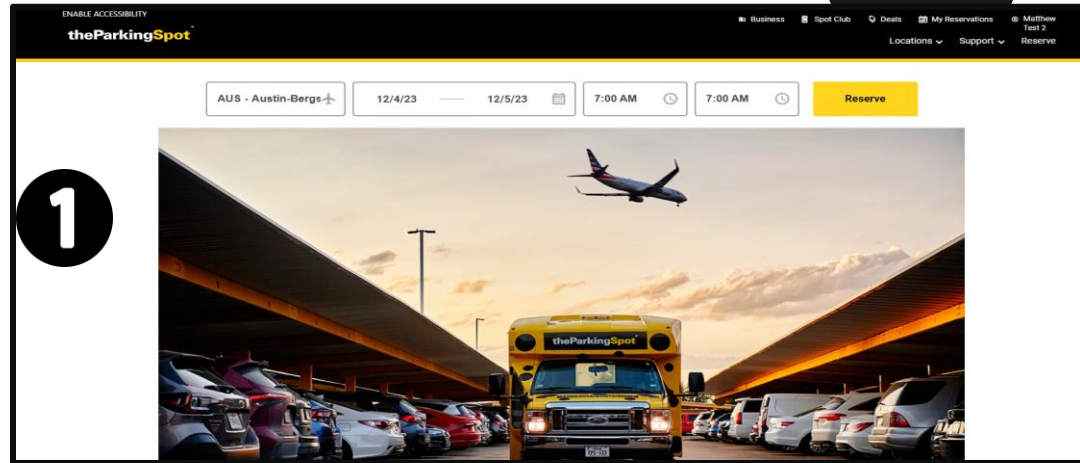 ENABLE ACCESSIBILITY
Business Spot Club Deals My Reservations Matthew Test 2
theParkingSpot
Locations Support Reserve
AUS - Austin-Bergs 12/4/23 12/5/23 7:00 AM 7:00 AM Reserve
1
theParkingSpot